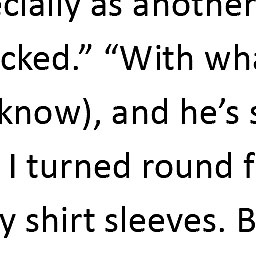 ecially as another
cked.” “With wha
know), and he’s s
I turned round f
y shirt sleeves. B